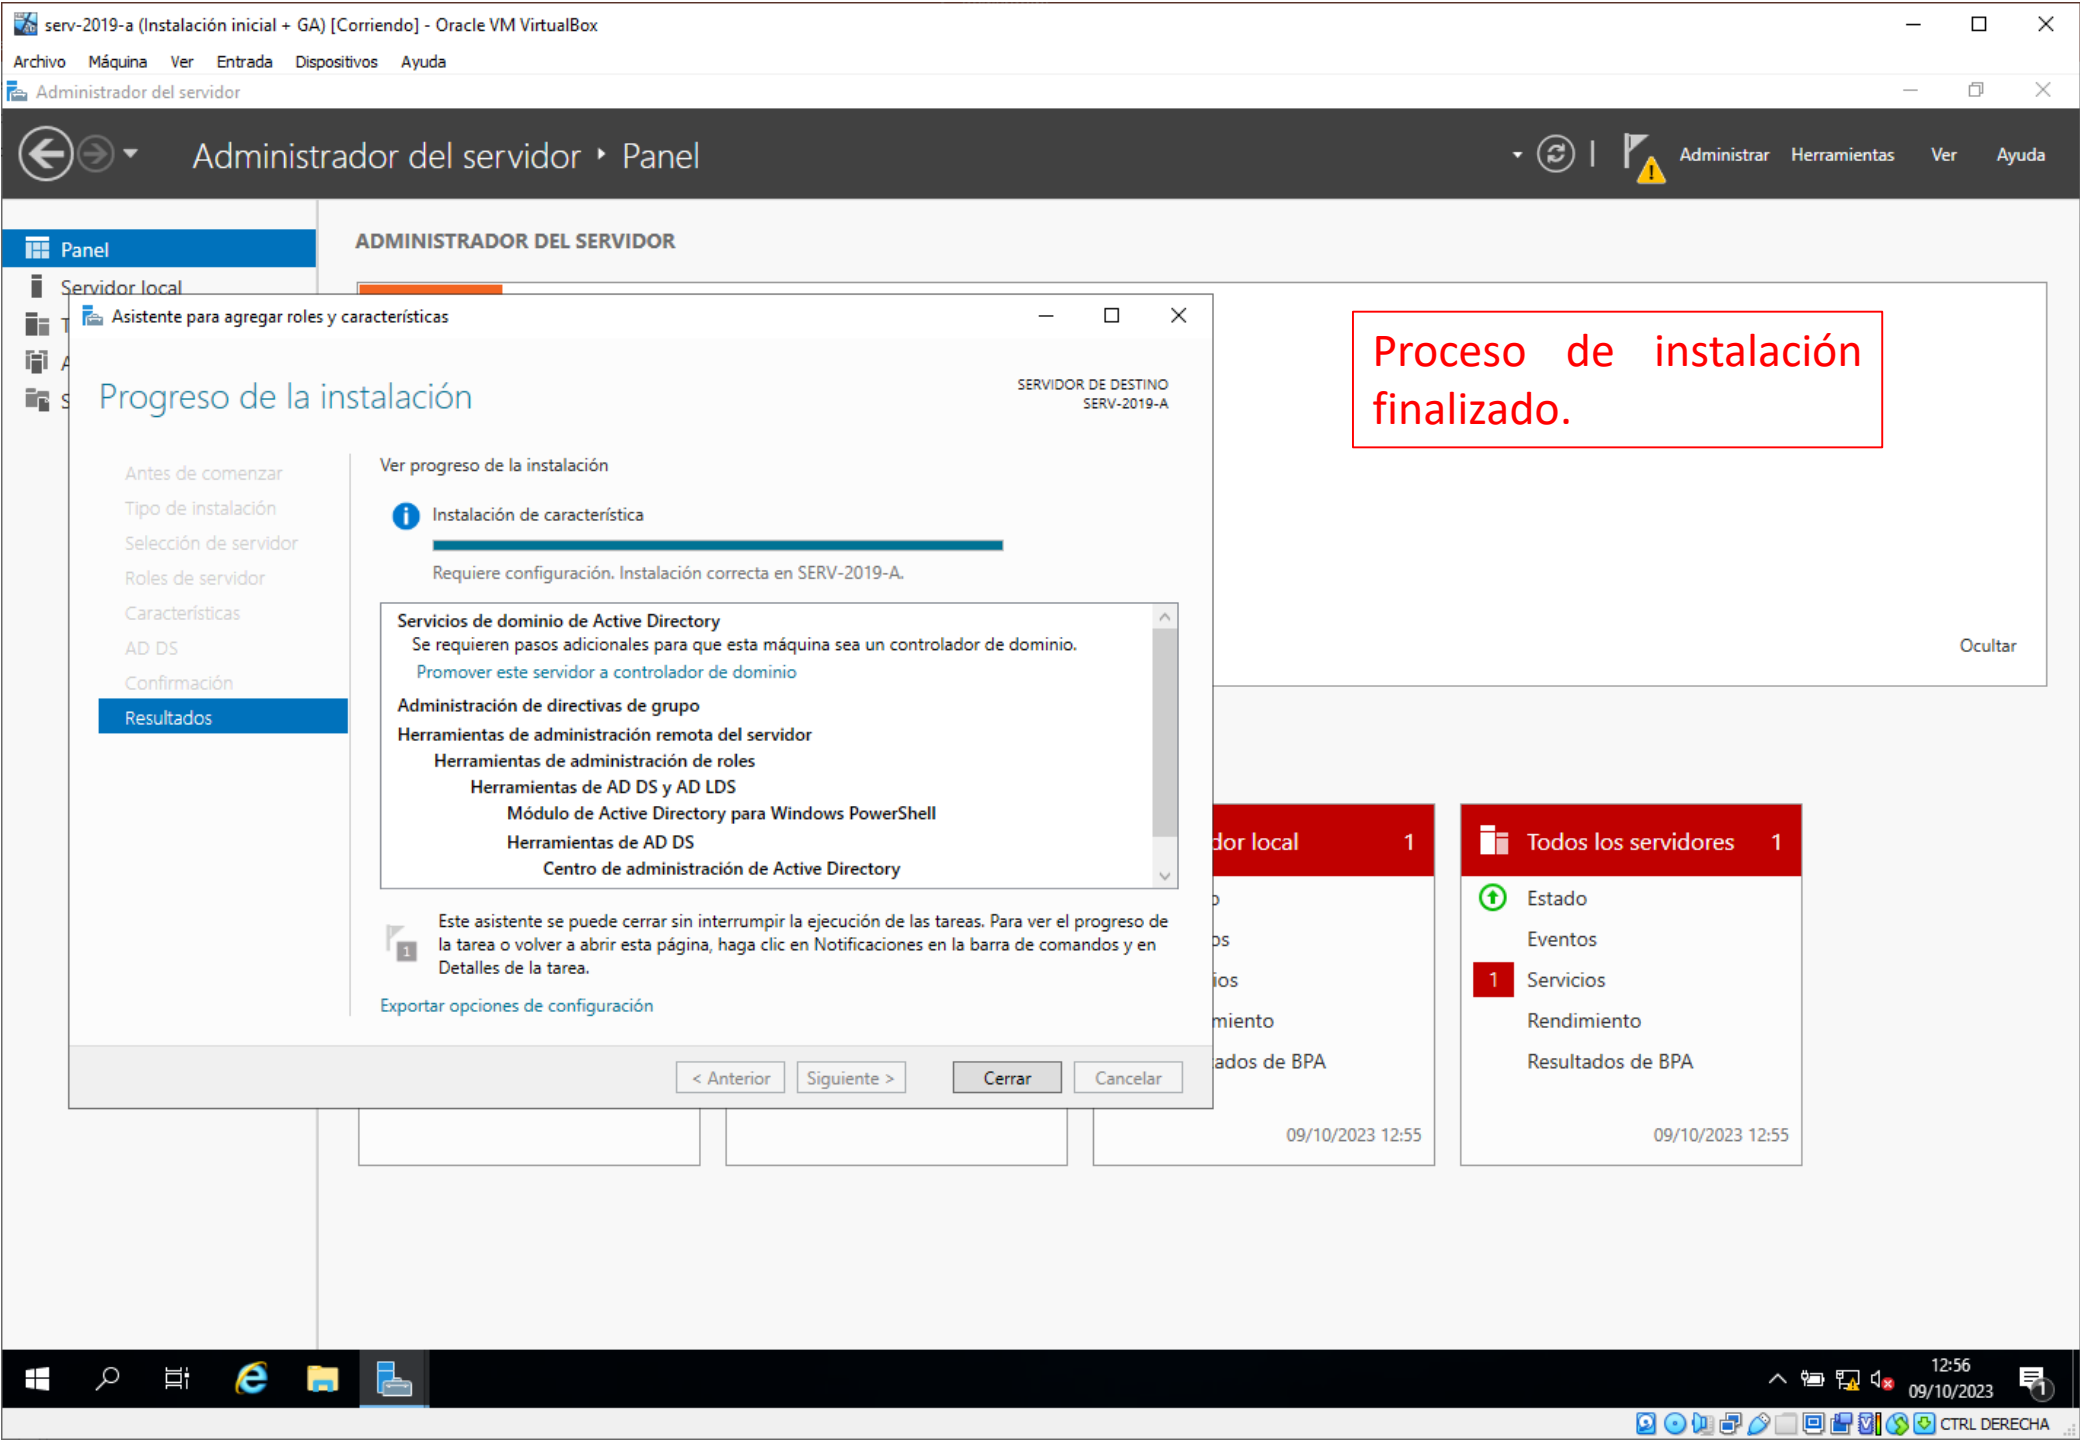 serv-2019-a (Instalación inicial + GA) [Corriendo] - Oracle VM VirtualBox
Archivo Máquina Ver Entrada Dispositivos Ayuda
Administrador del servidor
Administrador del servidor Panel
Administrar Herramientas Ver Ayuda
Panel
Servidor local
ADMINISTRADOR DEL SERVIDOR
Asistente para agregar roles y características
Progreso de la instalación
SERVIDOR DE DESTINO
SERV-2019-A
Antes de comenzar
Tipo de instalación
Selección de servidor
Roles de servidor
Características
AD DS
Confirmación
Resultados
Ver progreso de la instalación
Instalación de característica
Requiere configuración. Instalación correcta en SERV-2019-A.
Servicios de dominio de Active Directory
Se requieren pasos adicionales para que esta máquina sea un controlador de dominio.
Promover este servidor a controlador de dominio
Administración de directivas de grupo
Herramientas de administración remota del servidor
Herramientas de administración de roles
Herramientas de AD DS y AD LDS
Módulo de Active Directory para Windows PowerShell
Herramientas de AD DS
Centro de administración de Active Directory
1
Este asistente se puede cerrar sin interrumpir la ejecución de las tareas. Para ver el progreso de
la tarea o volver a abrir esta página, haga clic en Notificaciones en la barra de comandos y en
Detalles de la tarea.
Exportar opciones de configuración
< Anterior Siguiente > Cerrar Cancelar
Proceso de instalación
finalizado.
Ocultar
dor local 1
os
ios
miento
ados de BPA
09/10/2023 12:55
Todos los servidores 1
Estado
Eventos
1 Servicios
Rendimiento
Resultados de BPA
09/10/2023 12:55
12:56
09/10/2023
1
CTRL DERECHA